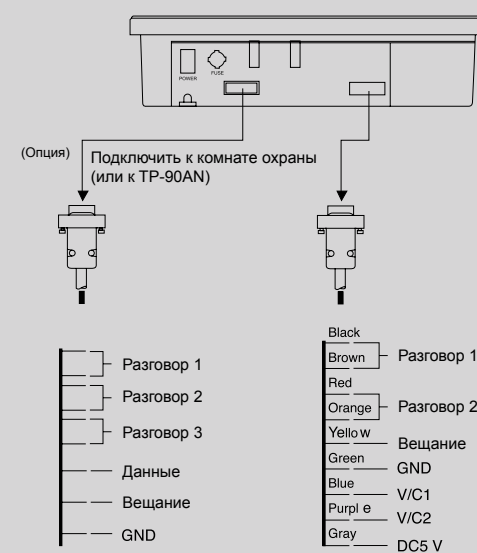 POWER
FUSE
(Опция)
Подключить к комнате охраны
(или к TP-90AN)
Разговор 1
Разговор 2
Разговор 3
Данные
Вещание
GND
Black
Brown
Разговор 1
Red
Orange
Разговор 2
Yellow
Вещание
Green
GND
Blue
V/C1
Purple
V/C2
Gray
DC5 V